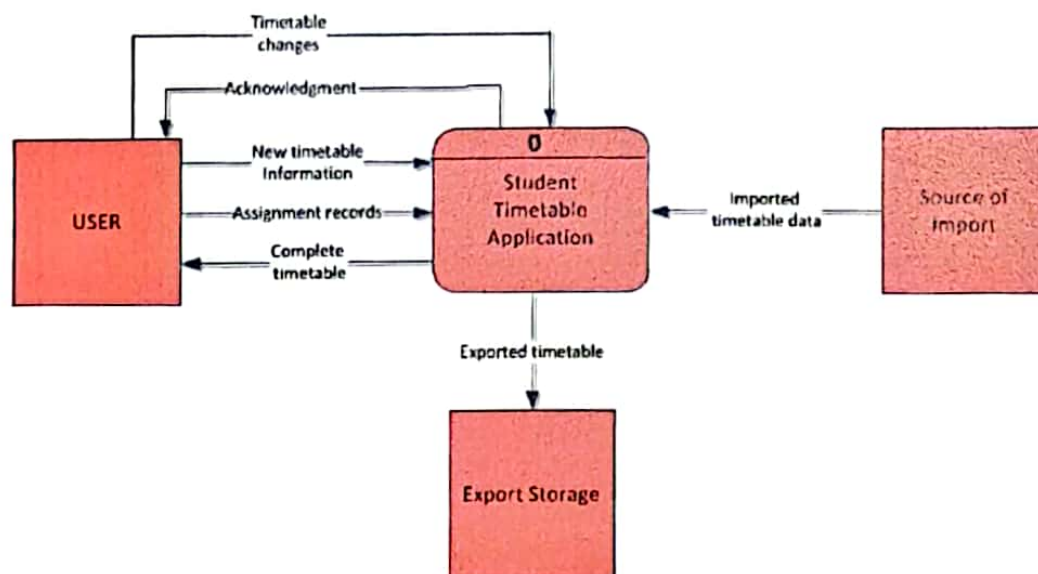 Timetable
changes
Acknowledgment
New timetable
Information
Assignment records
Complete
timetable
USER
0
Student
Timetable
Application
Imported
timetable data
Source of
Import
Exported timetable
Export Storage